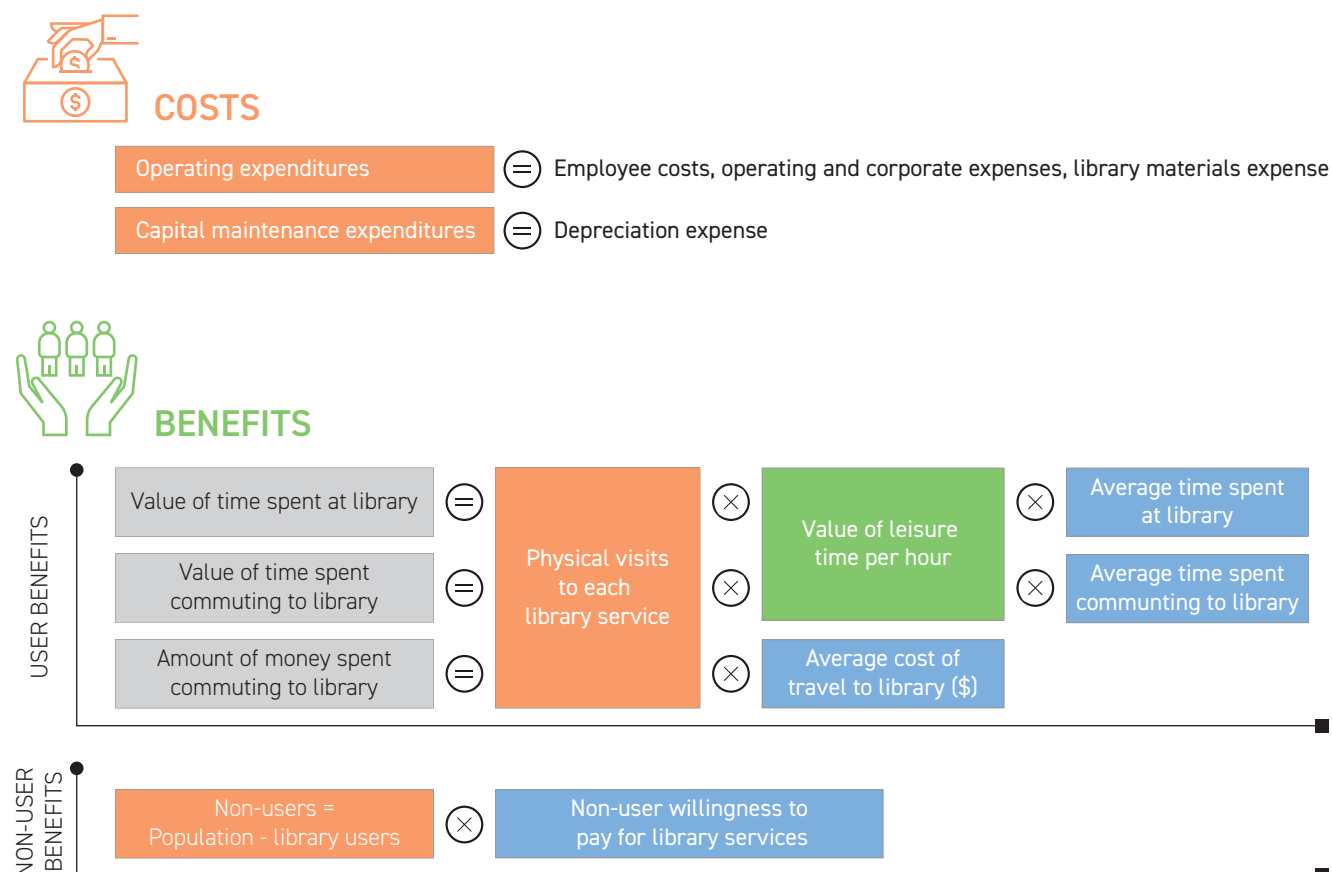 COSTS
Operating expenditures = Employee costs, operating and corporate expenses, library materials expense
Capital maintenance expenditures = Depreciation expense
BENEFITS
USER BENEFITS
Value of time spent at library
=
Physical visits
to each
library service
×
Value of leisure
time per hour
×
Average time spent
at library
Value of time spent
commuting to library
=
×
×
Average time spent
communting to library
Amount of money spent
commuting to library
=
×
Average cost of
travel to library ($)
NON-USER
BENEFITS
Non-users =
Population - library users
×
Non-user willingness to
pay for library services